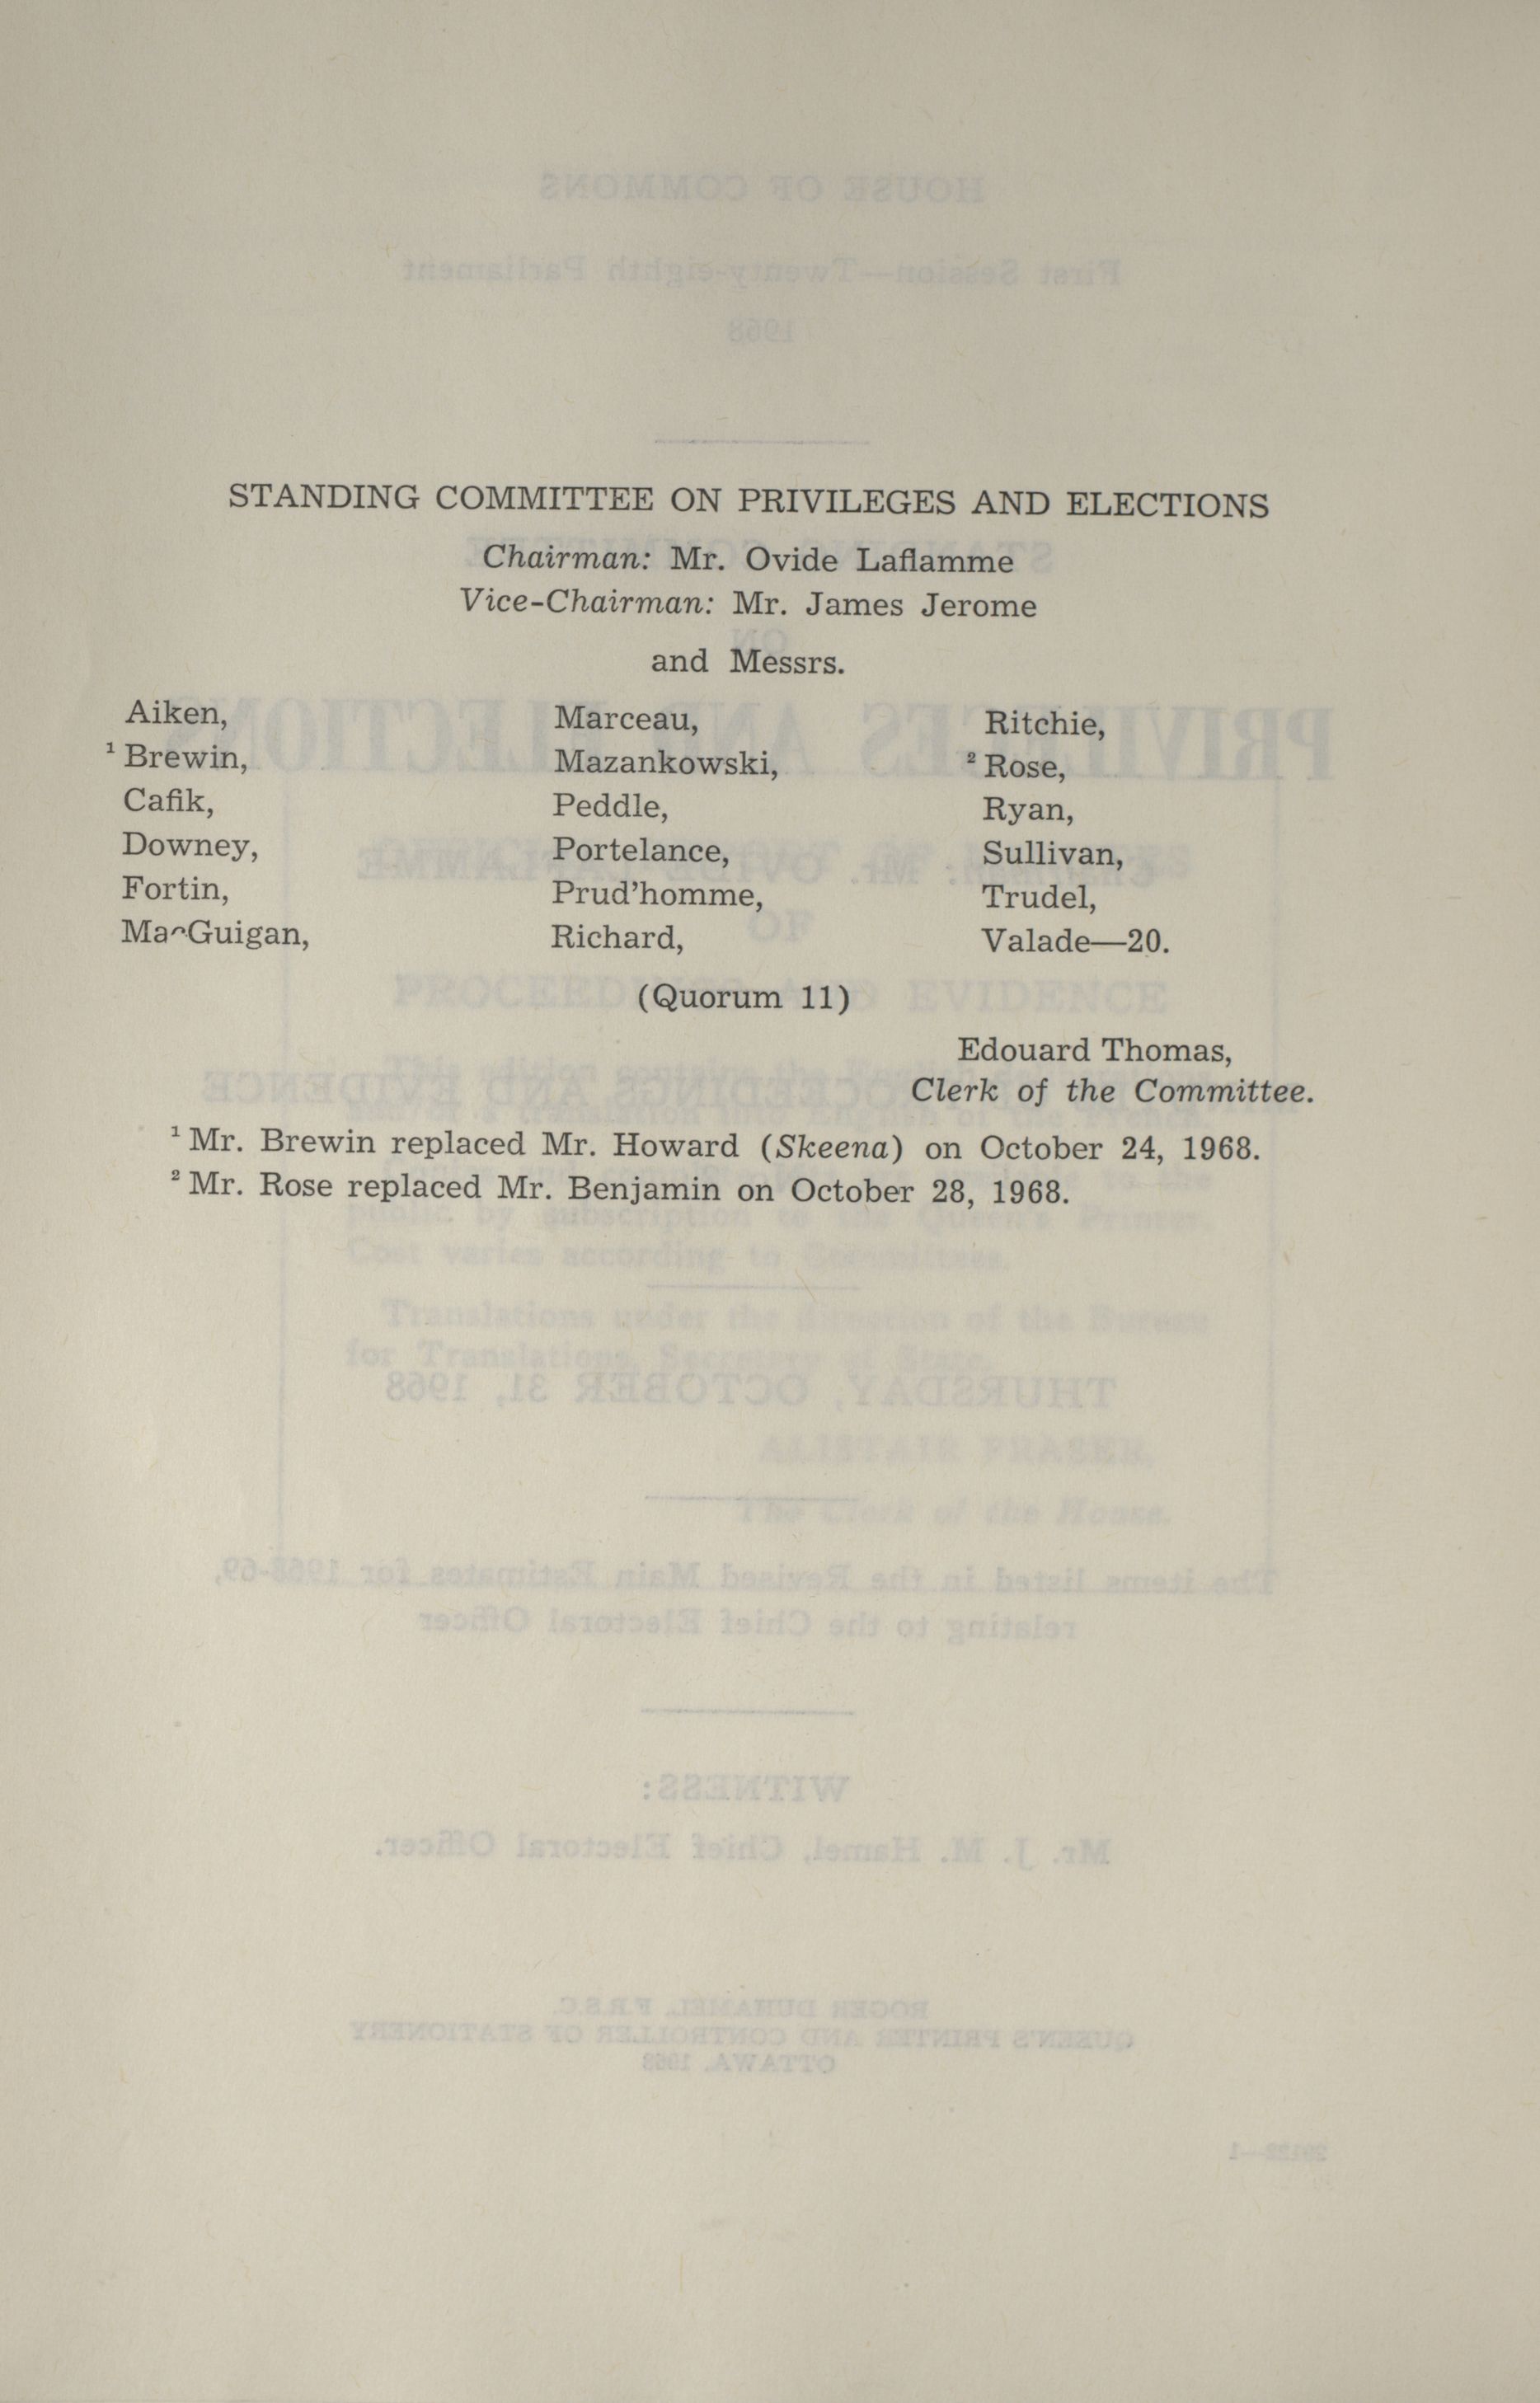 STANDING COMMITTEE ON PRIVILEGES AND ELECTIONS
Chairman: Mr. Ovide Laflamme
Vice-Chairman: Mr. James Jerome
and Messrs.
Aiken, Marceau, Ritchie,
¹ Brewin, Mazankowski, ² Rose,
Cafik, Peddle, Ryan,
Downey, Portelance, Sullivan,
Fortin, Prud'homme, Trudel,
MacGuigan, Richard, Valade—20.
(Quorum 11)
Edouard Thomas,
Clerk of the Committee.
¹ Mr. Brewin replaced Mr. Howard (Skeena) on October 24, 1968.
² Mr. Rose replaced Mr. Benjamin on October 28, 1968.